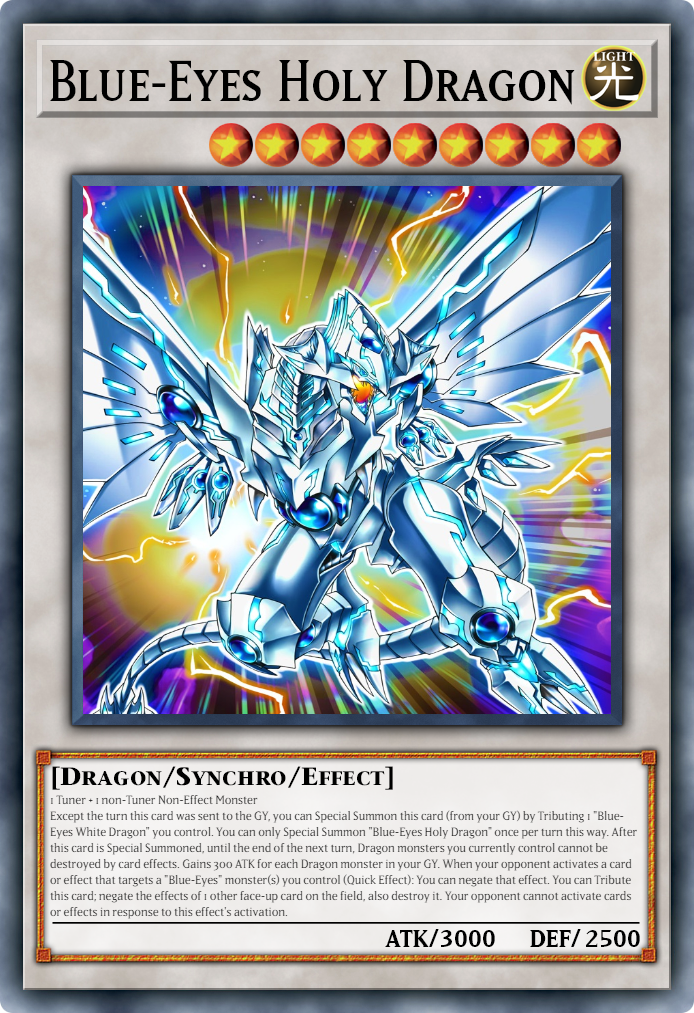 Blue-Eyes Holy Dragon
LIGHT
光
[Dragon/Synchro/Effect]
1 Tuner + 1 non-Tuner Non-Effect Monster
Except the turn this card was sent to the GY, you can Special Summon this card (from your GY) by Tributing 1 "Blue-
Eyes White Dragon" you control. You can only Special Summon "Blue-Eyes Holy Dragon" once per turn this way. After
this card is Special Summoned, until the end of the next turn, Dragon monsters you currently control cannot be
destroyed by card effects. Gains 300 ATK for each Dragon monster in your GY. When your opponent activates a card
or effect that targets a "Blue-Eyes" monster(s) you control (Quick Effect): You can negate that effect. You can Tribute
this card; negate the effects of 1 other face-up card on the field, also destroy it. Your opponent cannot activate cards
or effects in response to this effect's activation.
ATK/3000 DEF/ 2500